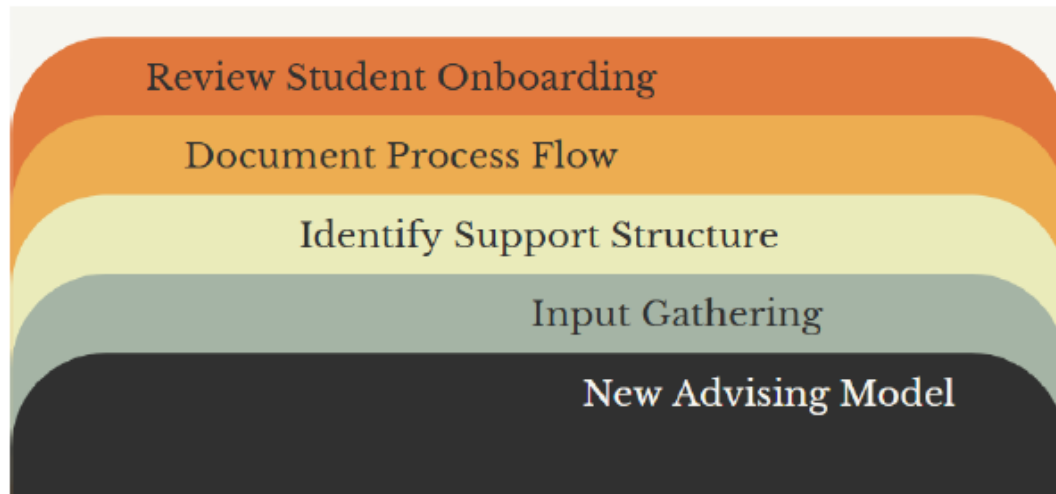 Review Student Onboarding
Document Process Flow
Identify Support Structure
Input Gathering
New Advising Model